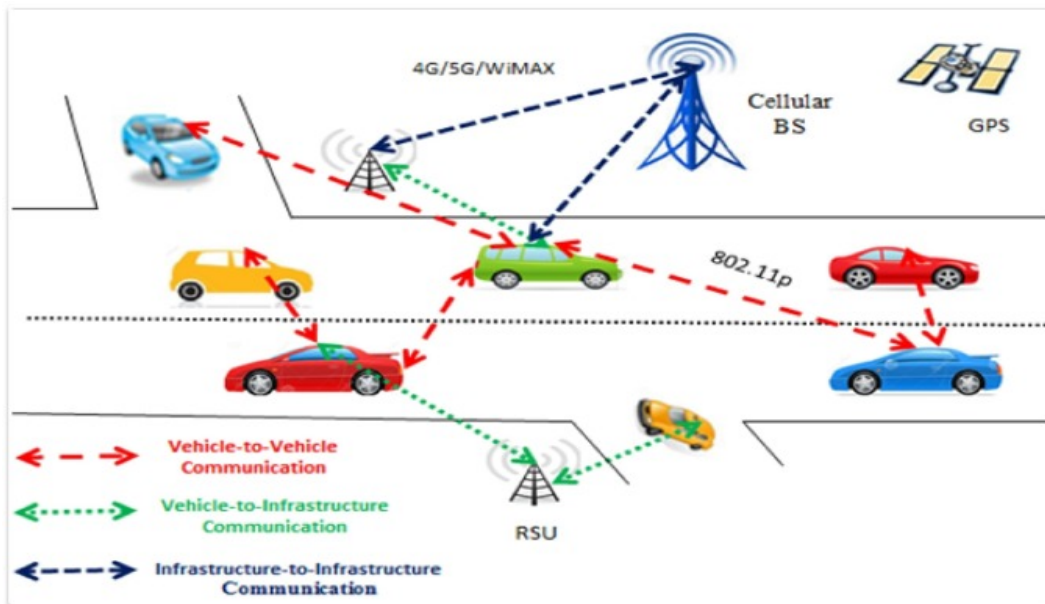 4G/5G/WiMAX
Cellular
BS
GPS
802.11p
Vehicle-to-Vehicle
Communication
Vehicle-to-Infrastructure
Communication
RSU
Infrastructure-to-Infrastructure
Communication